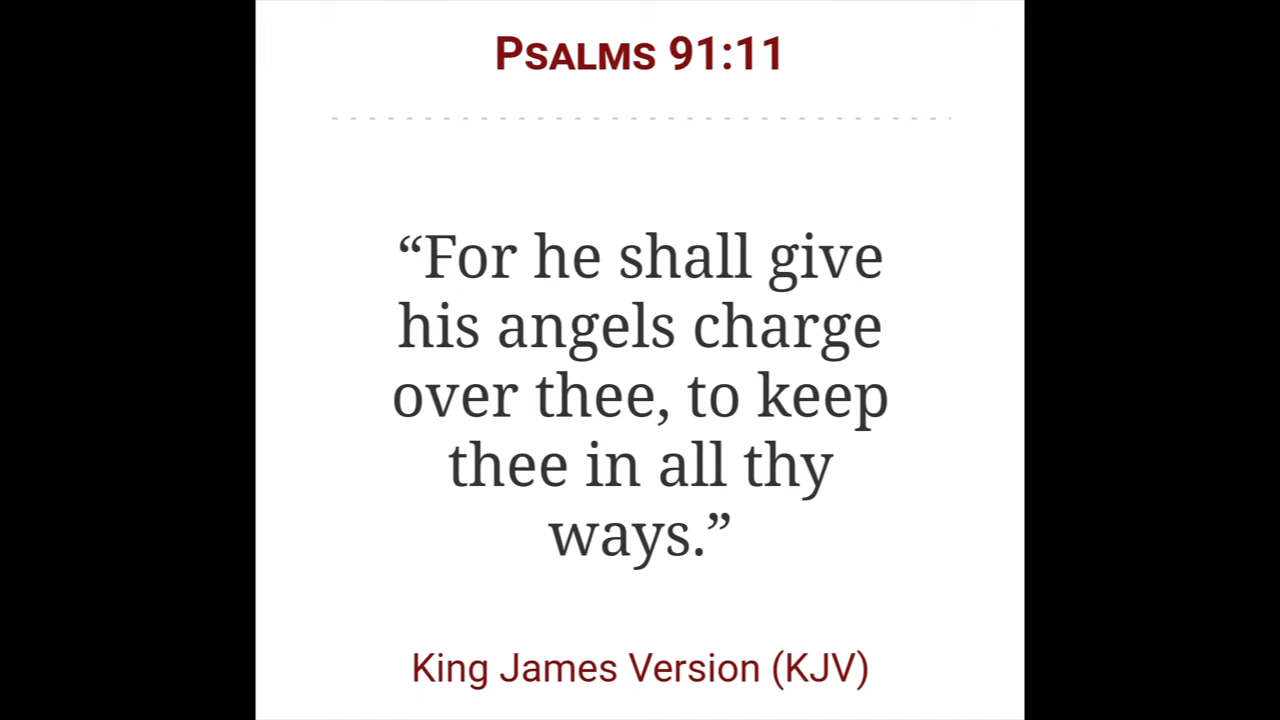 Psalms 91:11
“For he shall give
his angels charge
over thee, to keep
thee in all thy
ways.”
King James Version (KJV)